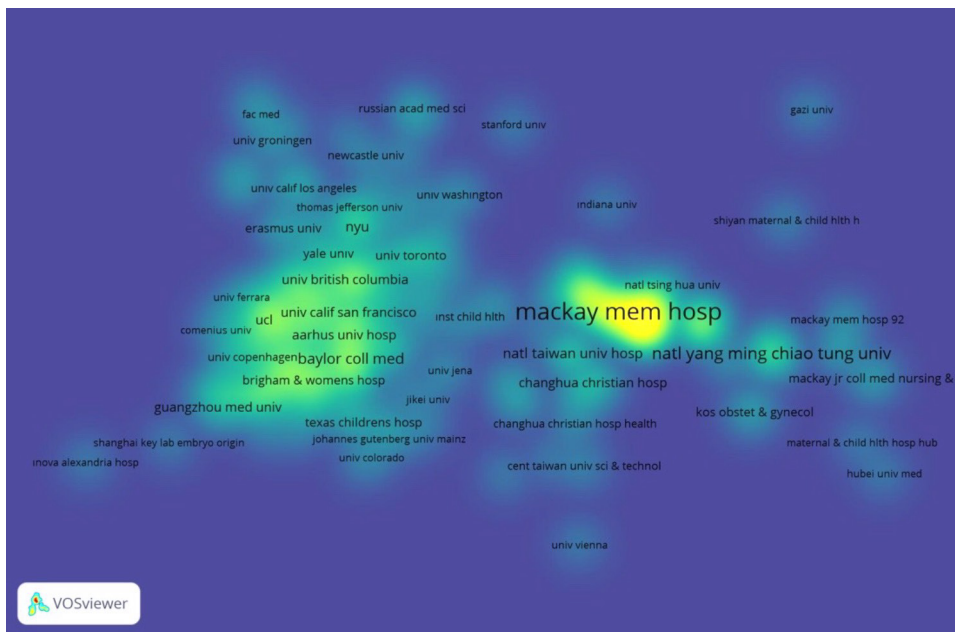 fac med
russian acad med sci
gazi univ
stanford unıv
univ groningen
newcastle univ
univ calif los angeles
unıv washington
thomas jefferson univ
ındiana univ
shiyan maternal & child hlth h
erasmus univ
nyu
yale univ
univ toronto
univ british columbia
natl tsing hua univ
univ ferrara
mackay mem hosp
ucl
univ calif san francisco
ınst child hlth
mackay mem hosp 92
comenius univ
aarhus univ hosp
univ copenhagen
baylor coll med
natl taiwan univ hosp
natl yang ming chiao tung univ
univ jena
brigham & womens hosp
changhua christian hosp
mackay jr coll med nursing &
jikei univ
guangzhou med univ
kos obstet & gynecol
texas childrens hosp
changhua christian hosp health
johannes gutenberg univ mainz
shanghai key lab embryo origin
maternal & child hlth hosp hub
univ colorado
ınova alexandria hosp
cent taiwan univ sci & technol
hubei univ med
univ vienna
VOSviewer